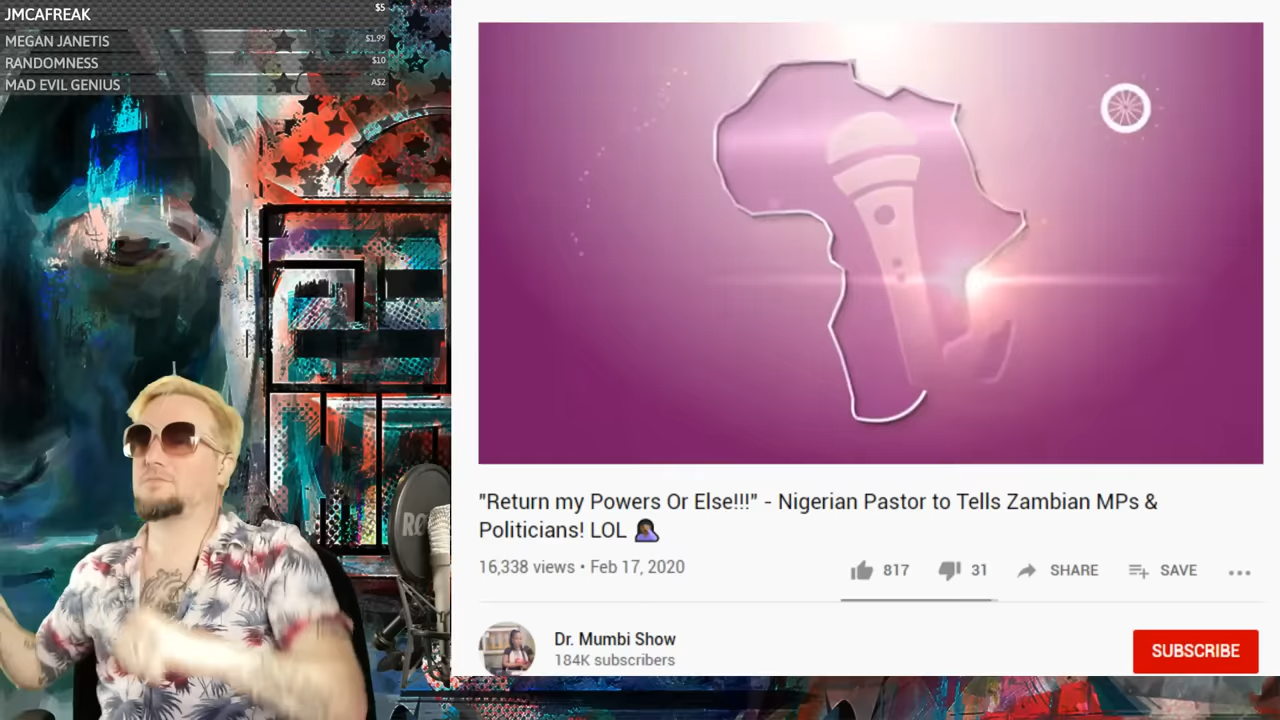 JMCAFREAK $5
MEGAN JANETIS $1.99
RANDOMNESS $10
MAD EVIL GENIUS A$2
"Return my Powers Or Else!!!" - Nigerian Pastor to Tells Zambian MPs &
Politicians! LOL 🤦🏿‍♀️
16,338 views • Feb 17, 2020
817 31 SHARE SAVE
Dr. Mumbi Show
184K subscribers
SUBSCRIBE